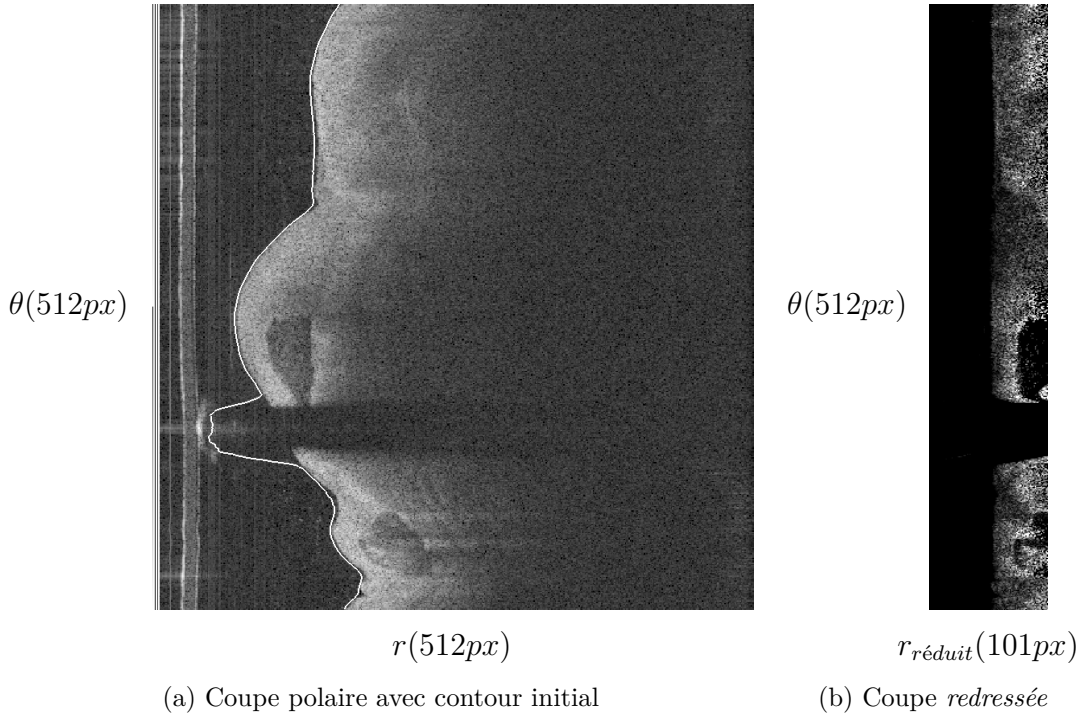 θ(512px)
θ(512px)
r(512px)
r_réduit(101px)
(a) Coupe polaire avec contour initial
(b) Coupe redressée